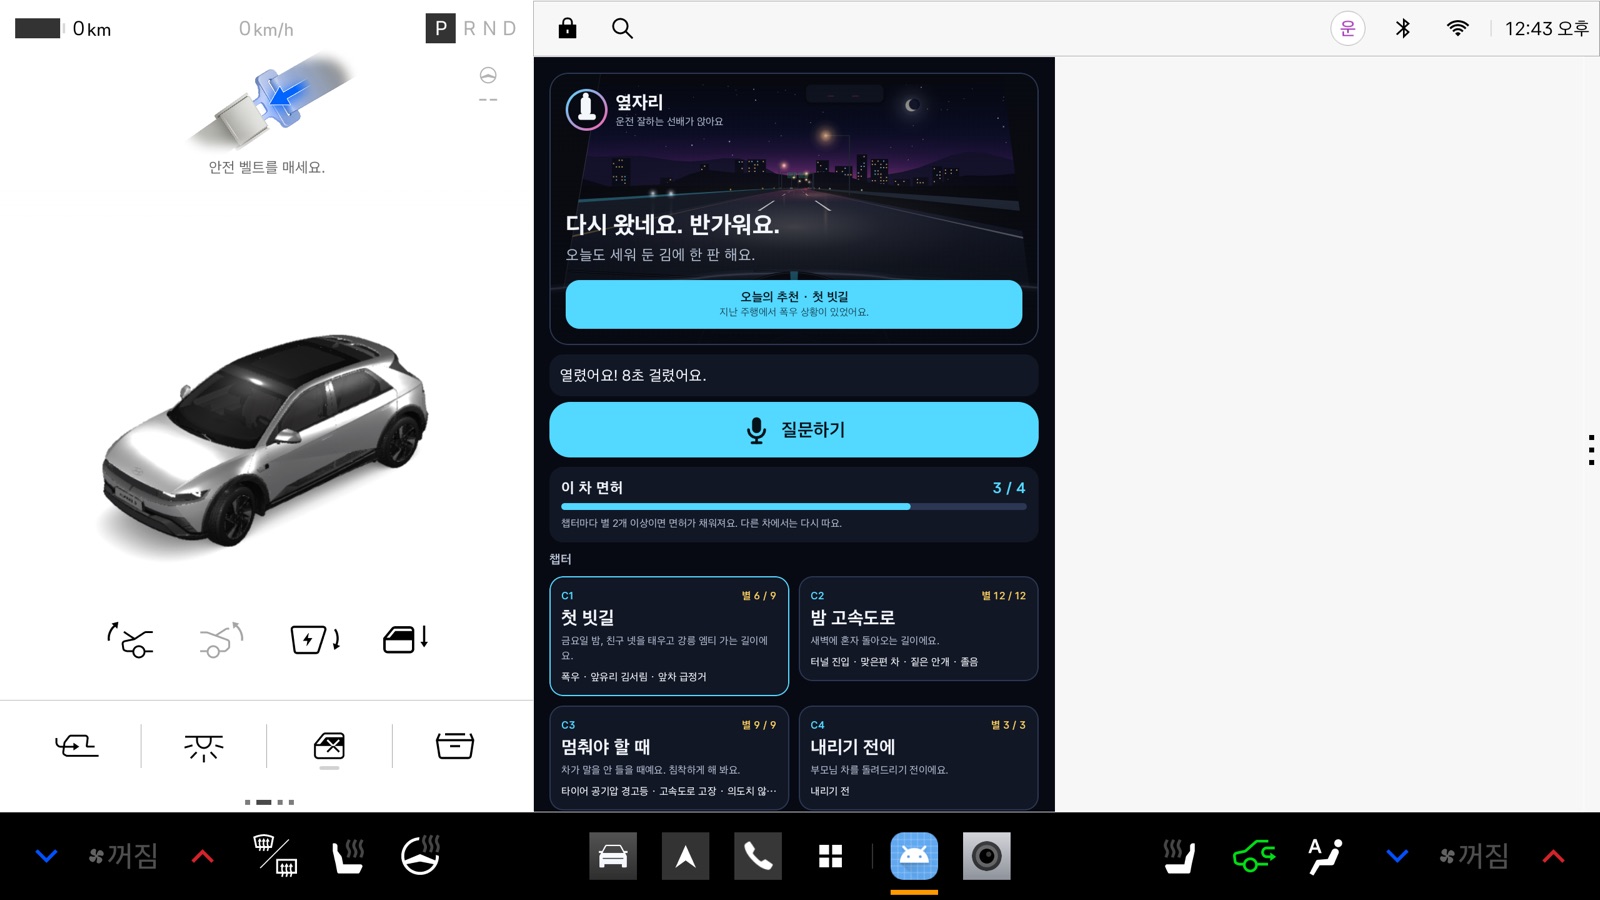 0km
0km/h
P R N D
안전 벨트를 매세요.
운
12:43 오후
옆자리
운전 잘하는 선배가 앉아요
다시 왔네요. 반가워요.
오늘도 세워 둔 김에 한 판 해요.
오늘의 추천 · 첫 빗길
지난 주행에서 폭우 상황이 있었어요.
열렸어요! 8초 걸렸어요.
질문하기
이 차 면허
3 / 4
챕터마다 별 2개 이상이면 면허가 채워져요. 다른 차에서는 다시 따요.
챕터
C1
별 6 / 9
첫 빗길
금요일 밤, 친구 넷을 태우고 강릉 엠티 가는 길이에
요.
폭우 · 앞유리 김서림 · 앞차 급정거
C2
별 12 / 12
밤 고속도로
새벽에 혼자 돌아오는 길이에요.
터널 진입 · 맞은편 차 · 짙은 안개 · 졸음
C3
별 9 / 9
멈춰야 할 때
차가 말을 안 들을 때예요. 침착하게 해 봐요.
타이어 공기압 경고등 · 고속도로 고장 · 의도치 않···
C4
별 3 / 3
내리기 전에
부모님 차를 돌려드리기 전이에요.
내리기 전
꺼짐
A
꺼짐